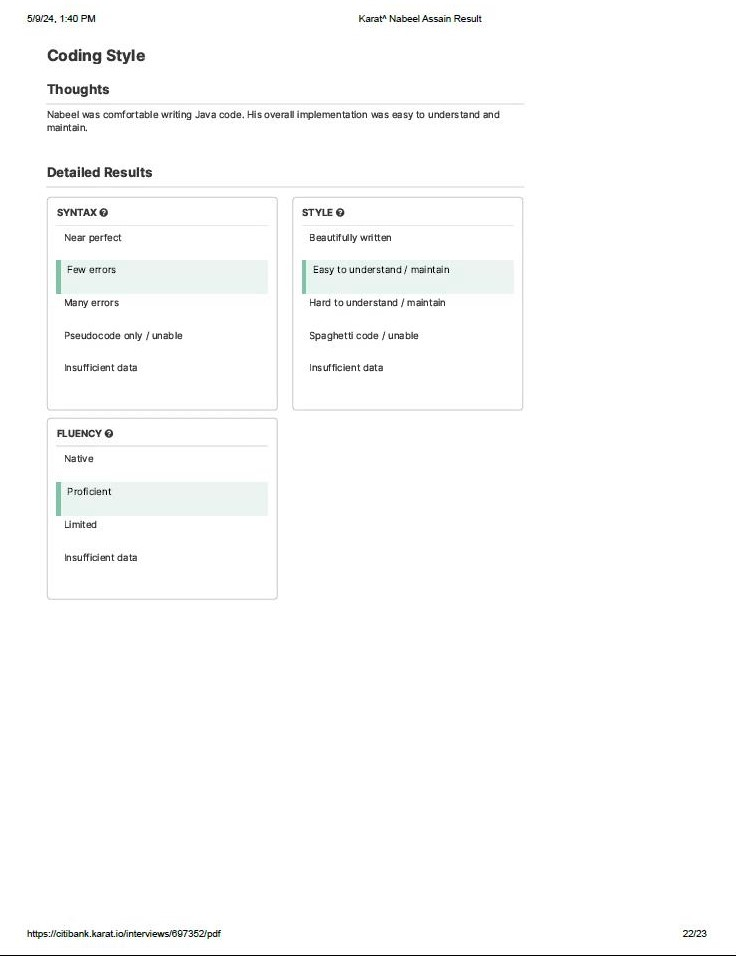 5/9/24, 1:40 PM
Karat^ Nabeel Assain Result
Coding Style
Thoughts
Nabeel was comfortable writing Java code. His overall implementation was easy to understand and
maintain.
Detailed Results
SYNTAX
Near perfect
Few errors
Many errors
Pseudocode only / unable
Insufficient data
STYLE
Beautifully written
Easy to understand / maintain
Hard to understand / maintain
Spaghetti code / unable
Insufficient data
FLUENCY
Native
Proficient
Limited
Insufficient data
https://citibank.karat.io/interviews/697352/pdf
22/23